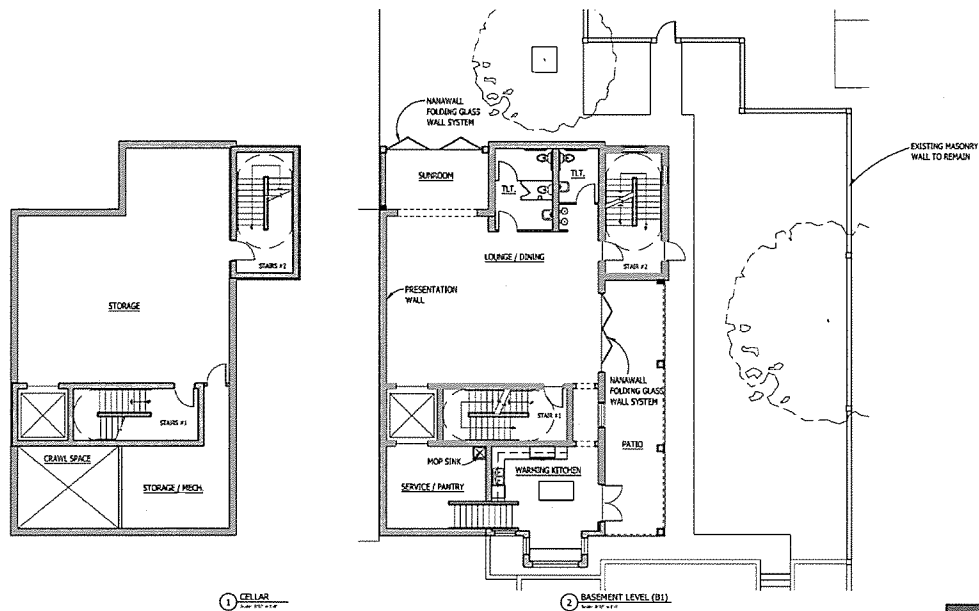 STAIRS #2
STORAGE
STAIRS #1
CRAWL SPACE
STORAGE / MECH.
1 CELLAR
NANAWALL
FOLDING GLASS
WALL SYSTEM
SUNROOM
TLT.
TLT.
LOUNGE / DINING
STAIR #2
PRESENTATION
WALL
NANAWALL
FOLDING GLASS
WALL SYSTEM
STAIR #1
PATIO
MOP SINK
WARMING KITCHEN
SERVICE / PANTRY
EXISTING MASONRY
WALL TO REMAIN
2 BASEMENT LEVEL (B1)